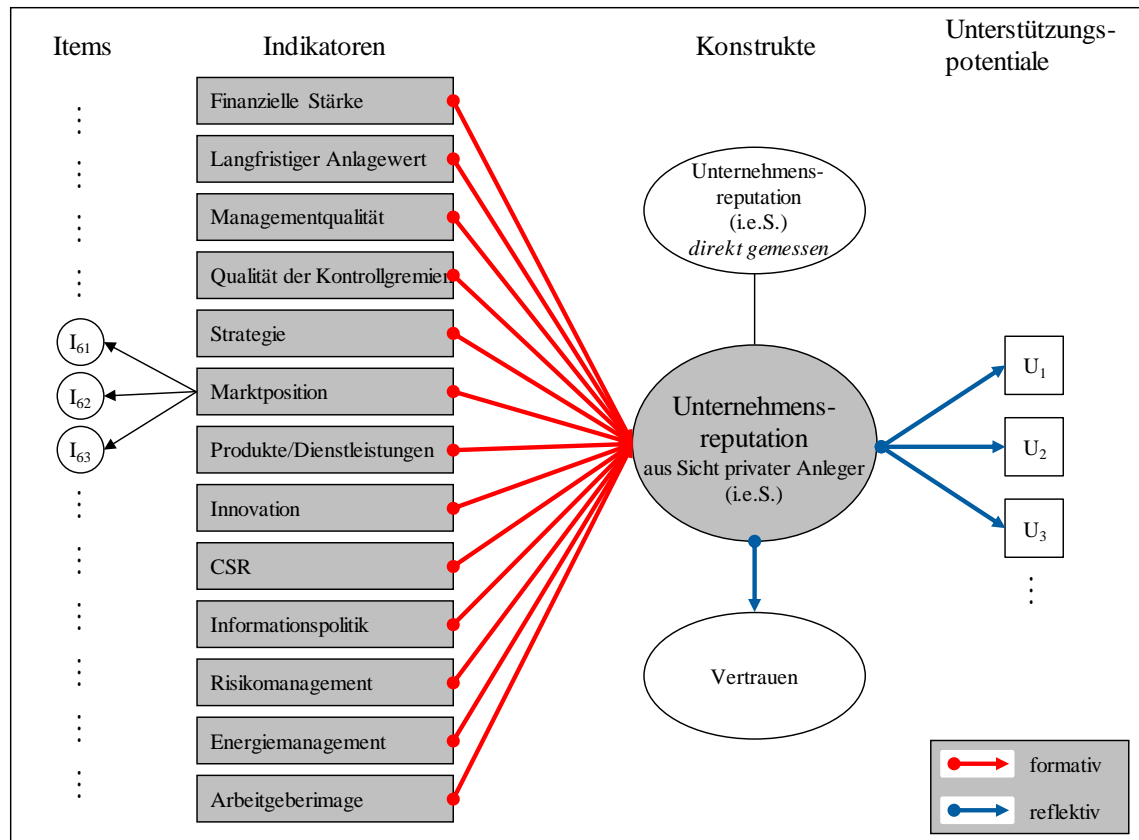 Items
Indikatoren
Konstrukte
Unterstützungs-
potentiale
Finanzielle Stärke
Langfristiger Anlagewert
Managementqualität
Qualität der Kontrollgremien
Strategie
Marktposition
Produkte/Dienstleistungen
Innovation
CSR
Informationspolitik
Risikomanagement
Energiemanagement
Arbeitgeberimage
I61
I62
I63
Unternehmens-
reputation
(i.e.S.)
direkt gemessen
Unternehmens-
reputation
aus Sicht privater Anleger
(i.e.S.)
Vertrauen
U1
U2
U3
formativ
reflektiv